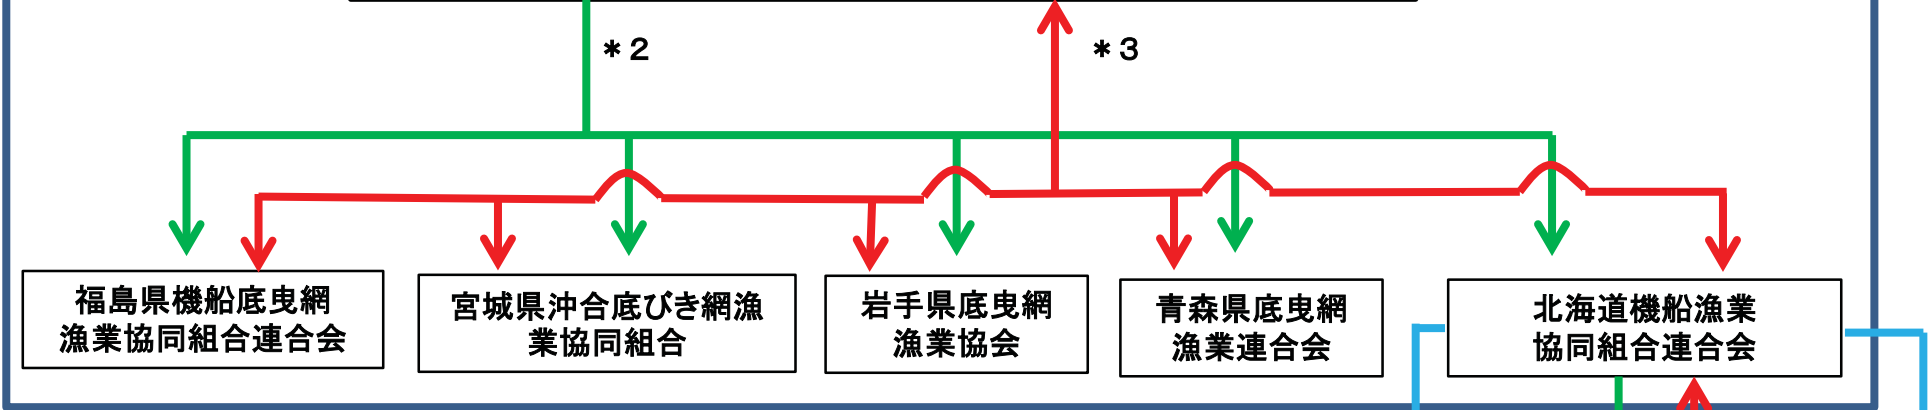 ＊２
＊３
福島県機船底曳網
漁業協同組合連合会
宮城県沖合底びき網漁
業協同組合
岩手県底曳網
漁業協会
青森県底曳網
漁業連合会
北海道機船漁業
協同組合連合会